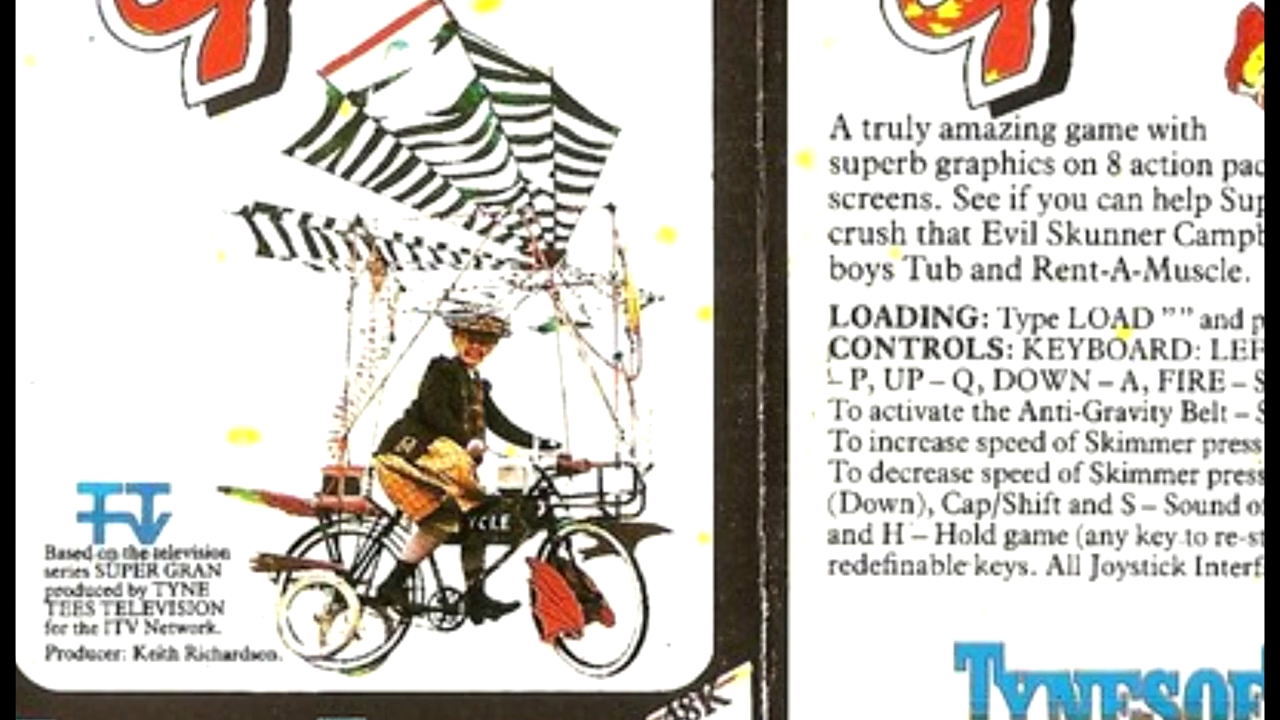 Based on the television
series SUPER GRAN
produced by TYNE
TEES TELEVISION
for the ITV Network.
Producer: Keith Richardson.
48K
CYCLE
A truly amazing game with
superb graphics on 8 action pac
screens. See if you can help Sup
crush that Evil Skunner Campb
boys Tub and Rent-A-Muscle.
LOADING: Type LOAD "" and p
CONTROLS: KEYBOARD: LEF
– P, UP – Q, DOWN – A, FIRE – S
To activate the Anti-Gravity Belt – S
To increase speed of Skimmer press
To decrease speed of Skimmer press
(Down), Cap/Shift and S – Sound o
and H – Hold game (any key to re-st
redefinable keys. All Joystick Interf
TYNESOF